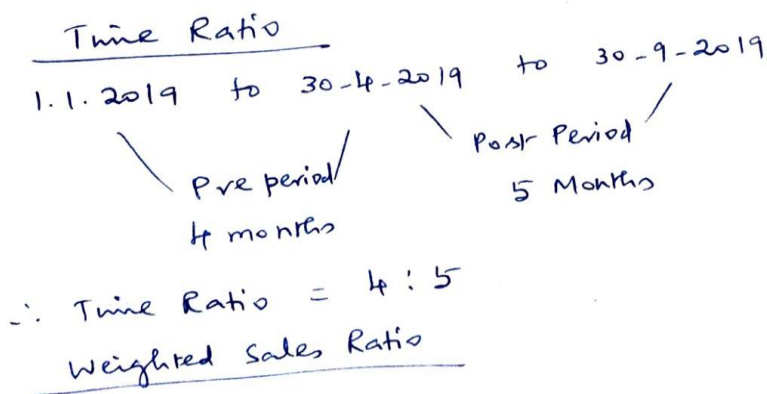 Time Ratio
1.1.2019 to 30-4-2019 to 30-9-2019
Pre period
4 months
Post Period
5 Months
∴ Time Ratio = 4 : 5
Weighted Sales Ratio